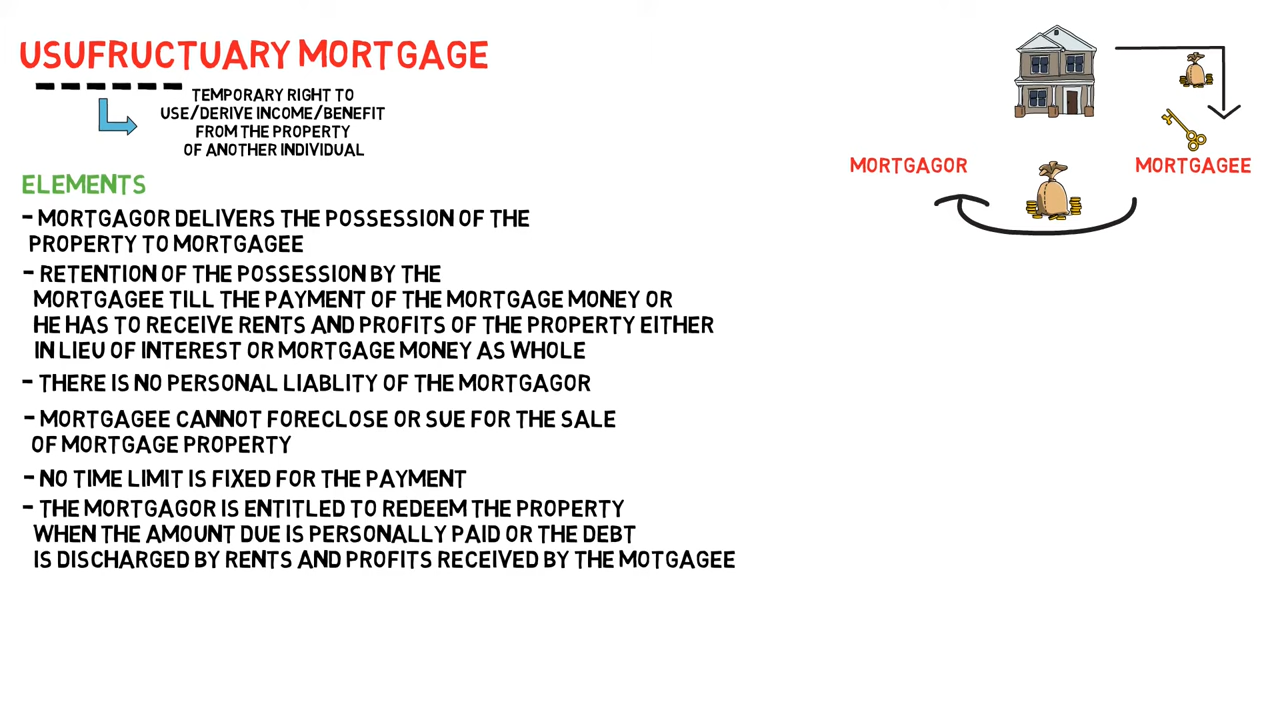 USUFRUCTUARY MORTGAGE
TEMPORARY RIGHT TO
USE/DERIVE INCOME/BENEFIT
FROM THE PROPERTY
OF ANOTHER INDIVIDUAL
MORTGAGOR
MORTGAGEE
ELEMENTS
- MORTGAGOR DELIVERS THE POSSESSION OF THE
PROPERTY TO MORTGAGEE
- RETENTION OF THE POSSESSION BY THE
MORTGAGEE TILL THE PAYMENT OF THE MORTGAGE MONEY OR
HE HAS TO RECEIVE RENTS AND PROFITS OF THE PROPERTY EITHER
IN LIEU OF INTEREST OR MORTGAGE MONEY AS WHOLE
- THERE IS NO PERSONAL LIABLITY OF THE MORTGAGOR
- MORTGAGEE CANNOT FORECLOSE OR SUE FOR THE SALE
OF MORTGAGE PROPERTY
- NO TIME LIMIT IS FIXED FOR THE PAYMENT
- THE MORTGAGOR IS ENTITLED TO REDEEM THE PROPERTY
WHEN THE AMOUNT DUE IS PERSONALLY PAID OR THE DEBT
IS DISCHARGED BY RENTS AND PROFITS RECEIVED BY THE MOTGAGEE